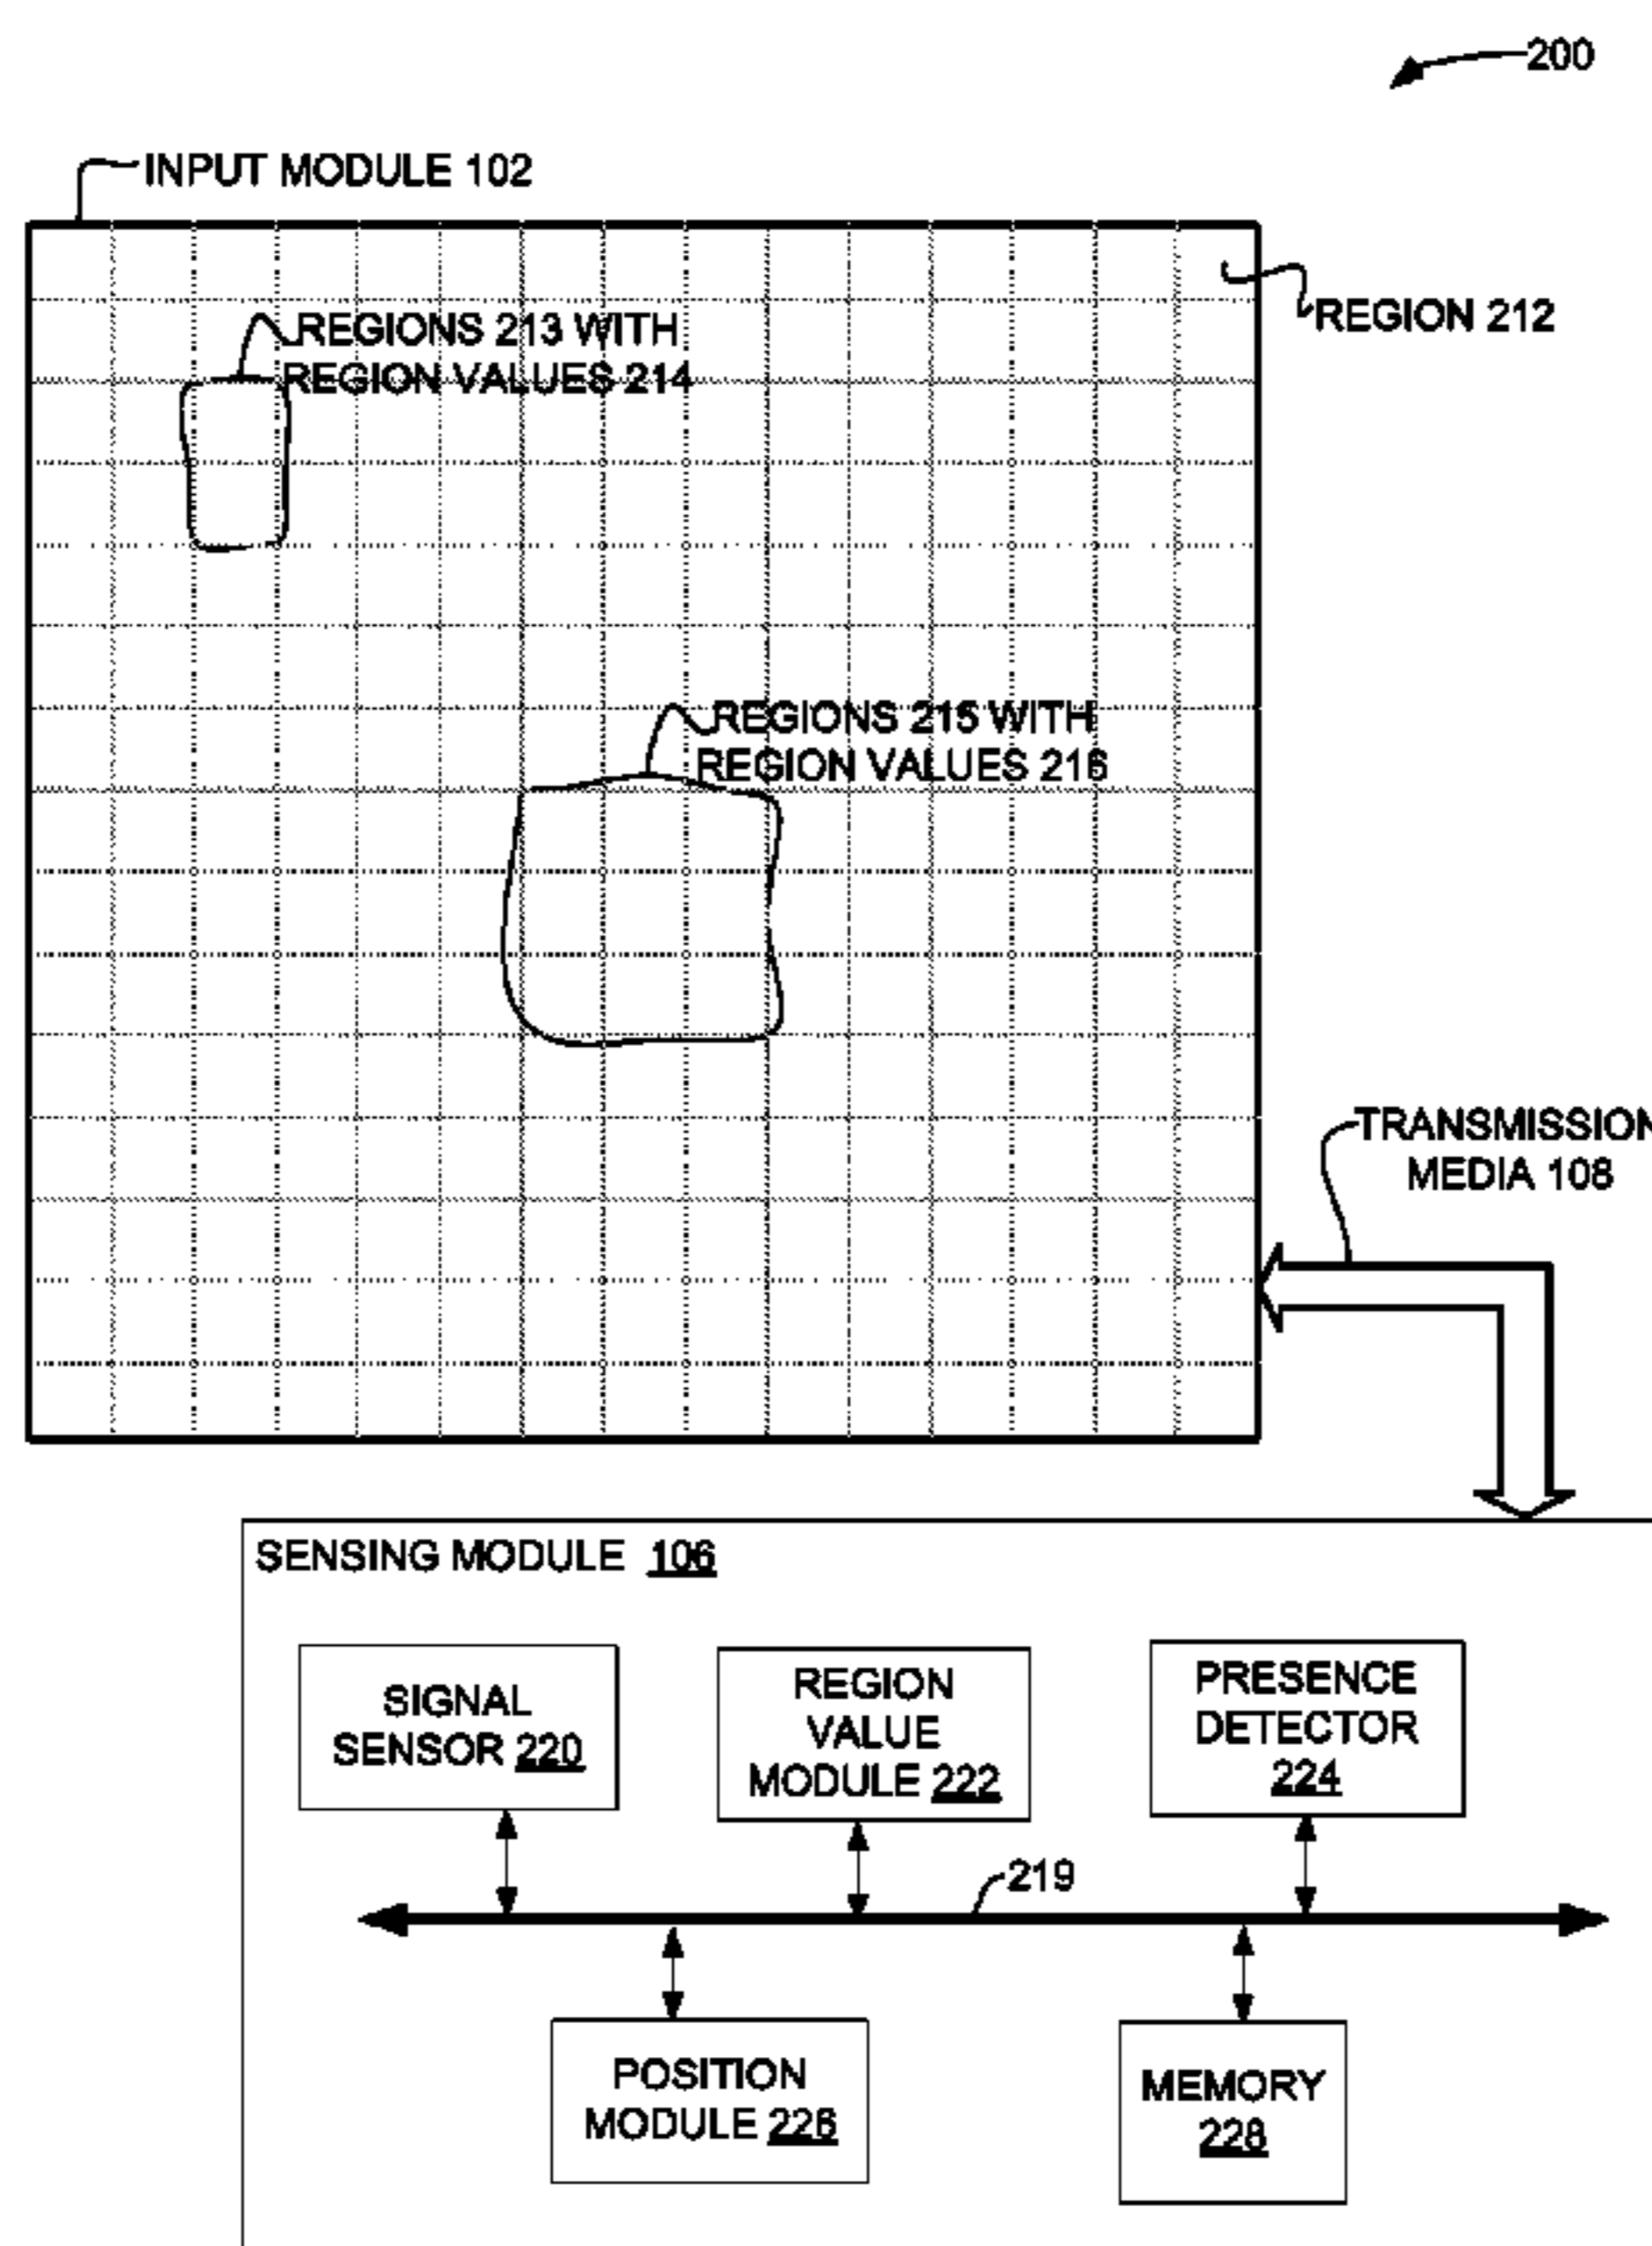 200
INPUT MODULE 102
REGION 212
REGIONS 213 WITH
REGION VALUES 214
REGIONS 215 WITH
REGION VALUES 216
TRANSMISSION
MEDIA 108
SENSING MODULE 106
SIGNAL
SENSOR 220
REGION
VALUE
MODULE 222
PRESENCE
DETECTOR
224
219
POSITION
MODULE 226
MEMORY
228